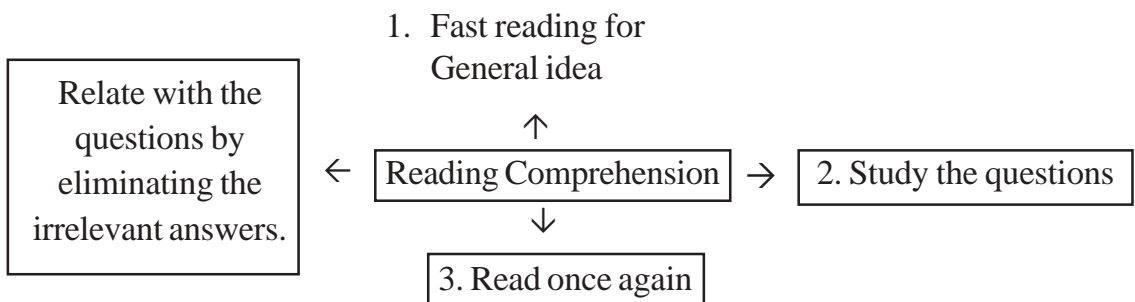 1. Fast reading for
General idea
Relate with the
questions by
eliminating the
irrelevant answers.
↑
← Reading Comprehension →
2. Study the questions
↓
3. Read once again